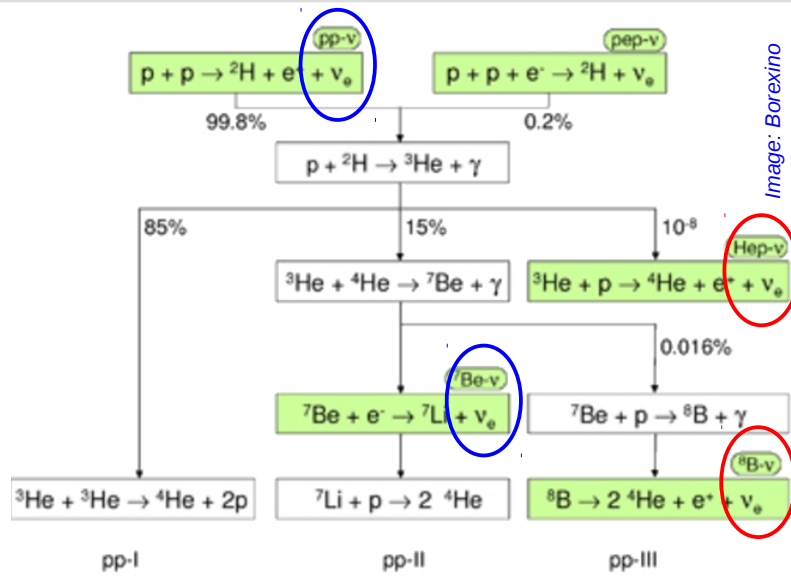 pp-ν
pep-ν
p + p → ²H + e⁺ + νₑ
p + p + e⁻ → ²H + νₑ
Image: Borexino
99.8%
0.2%
p + ²H → ³He + γ
85%
15%
10⁻⁸
Hep-ν
³He + ⁴He → ⁷Be + γ
³He + p → ⁴He + e⁺ + νₑ
0.016%
⁷Be-ν
⁷Be + e⁻ → ⁷Li + νₑ
⁷Be + p → ⁸B + γ
⁸B-ν
³He + ³He → ⁴He + 2p
⁷Li + p → 2 ⁴He
⁸B → 2 ⁴He + e⁺ + νₑ
pp-I
pp-II
pp-III